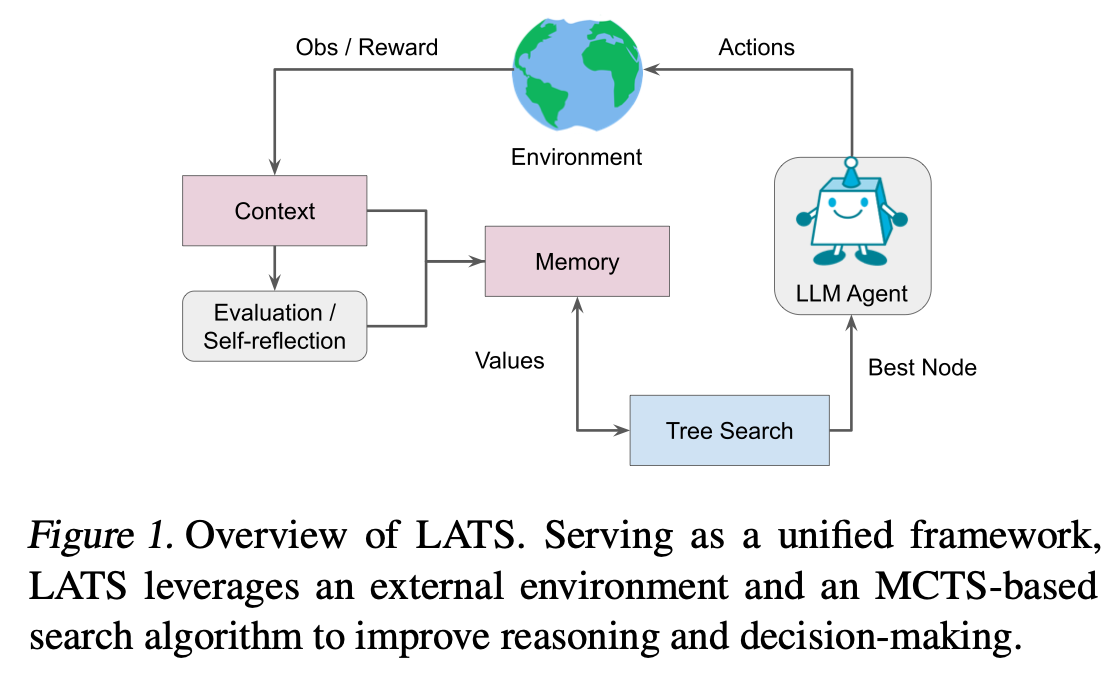 Obs / Reward
Actions
Environment
Context
Memory
LLM Agent
Evaluation /
Self-reflection
Values
Best Node
Tree Search
Figure 1. Overview of LATS. Serving as a unified framework,
LATS leverages an external environment and an MCTS-based
search algorithm to improve reasoning and decision-making.